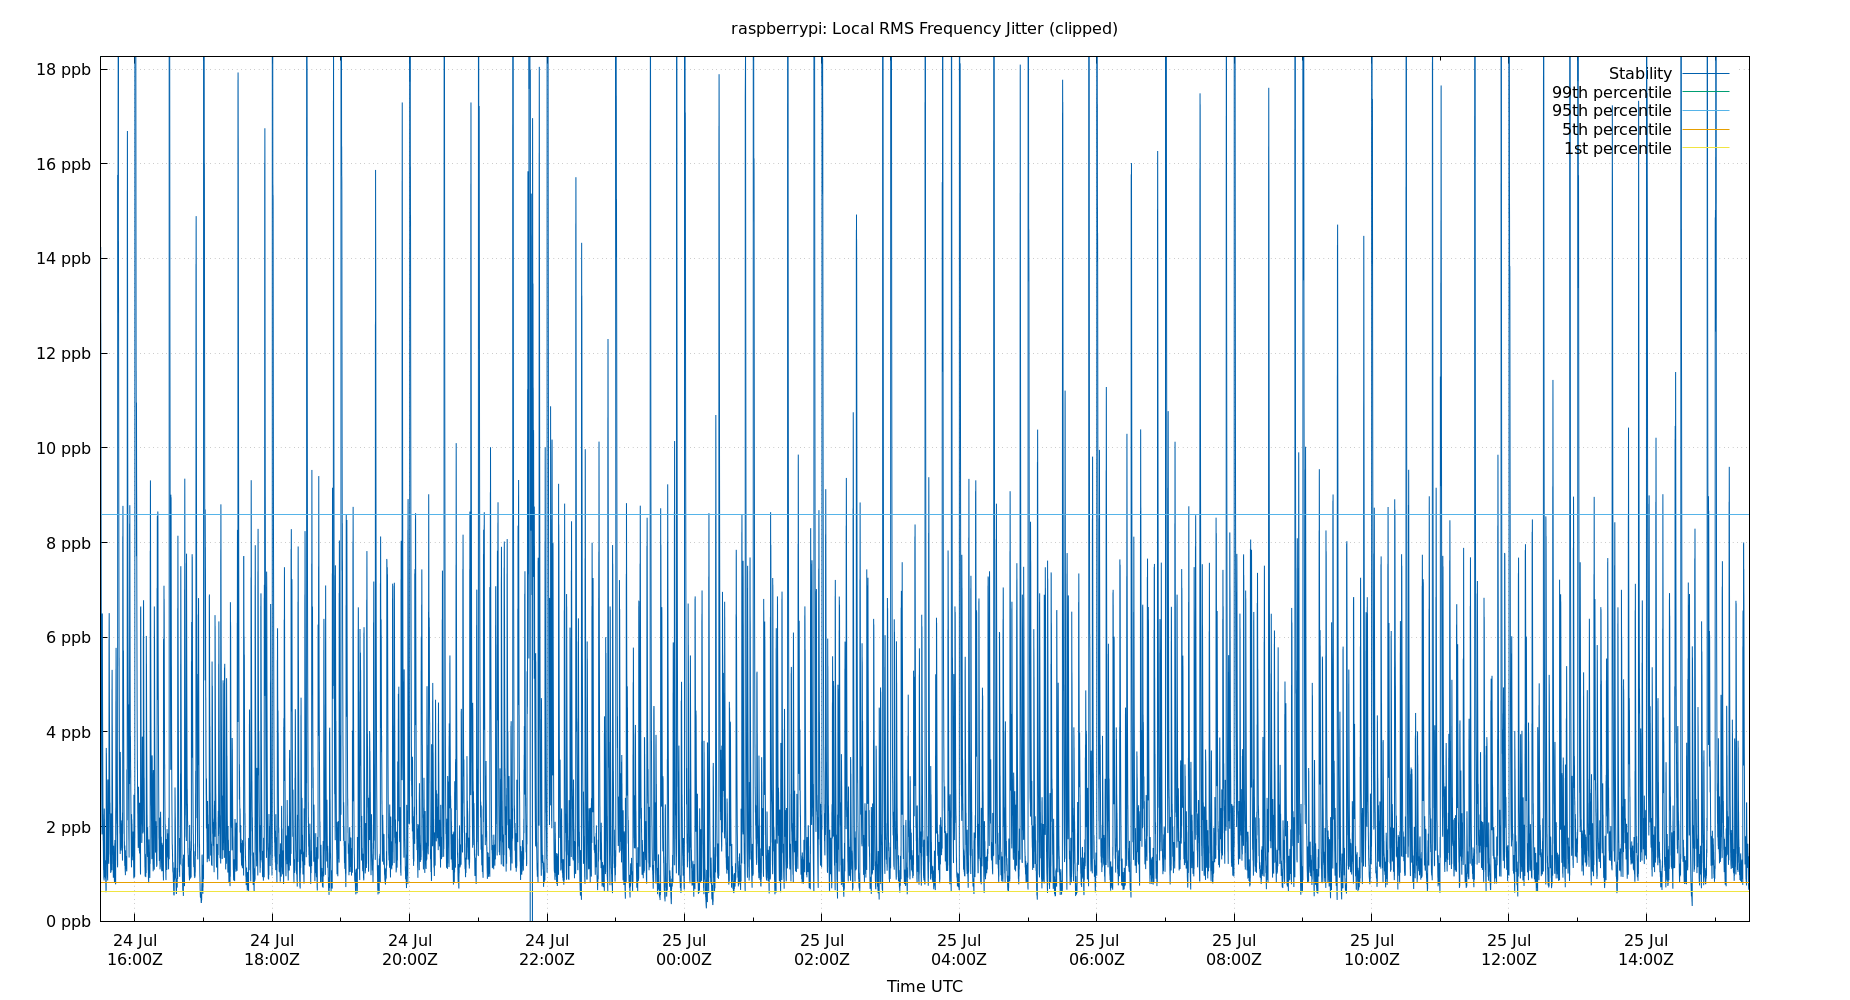 raspberrypi: Local RMS Frequency Jitter (clipped)
18 ppb
16 ppb
14 ppb
12 ppb
10 ppb
8 ppb
6 ppb
4 ppb
2 ppb
0 ppb
Stability
99th percentile
95th percentile
5th percentile
1st percentile
24 Jul
16:00Z
24 Jul
18:00Z
24 Jul
20:00Z
24 Jul
22:00Z
25 Jul
00:00Z
25 Jul
02:00Z
25 Jul
04:00Z
25 Jul
06:00Z
25 Jul
08:00Z
25 Jul
10:00Z
25 Jul
12:00Z
25 Jul
14:00Z
Time UTC